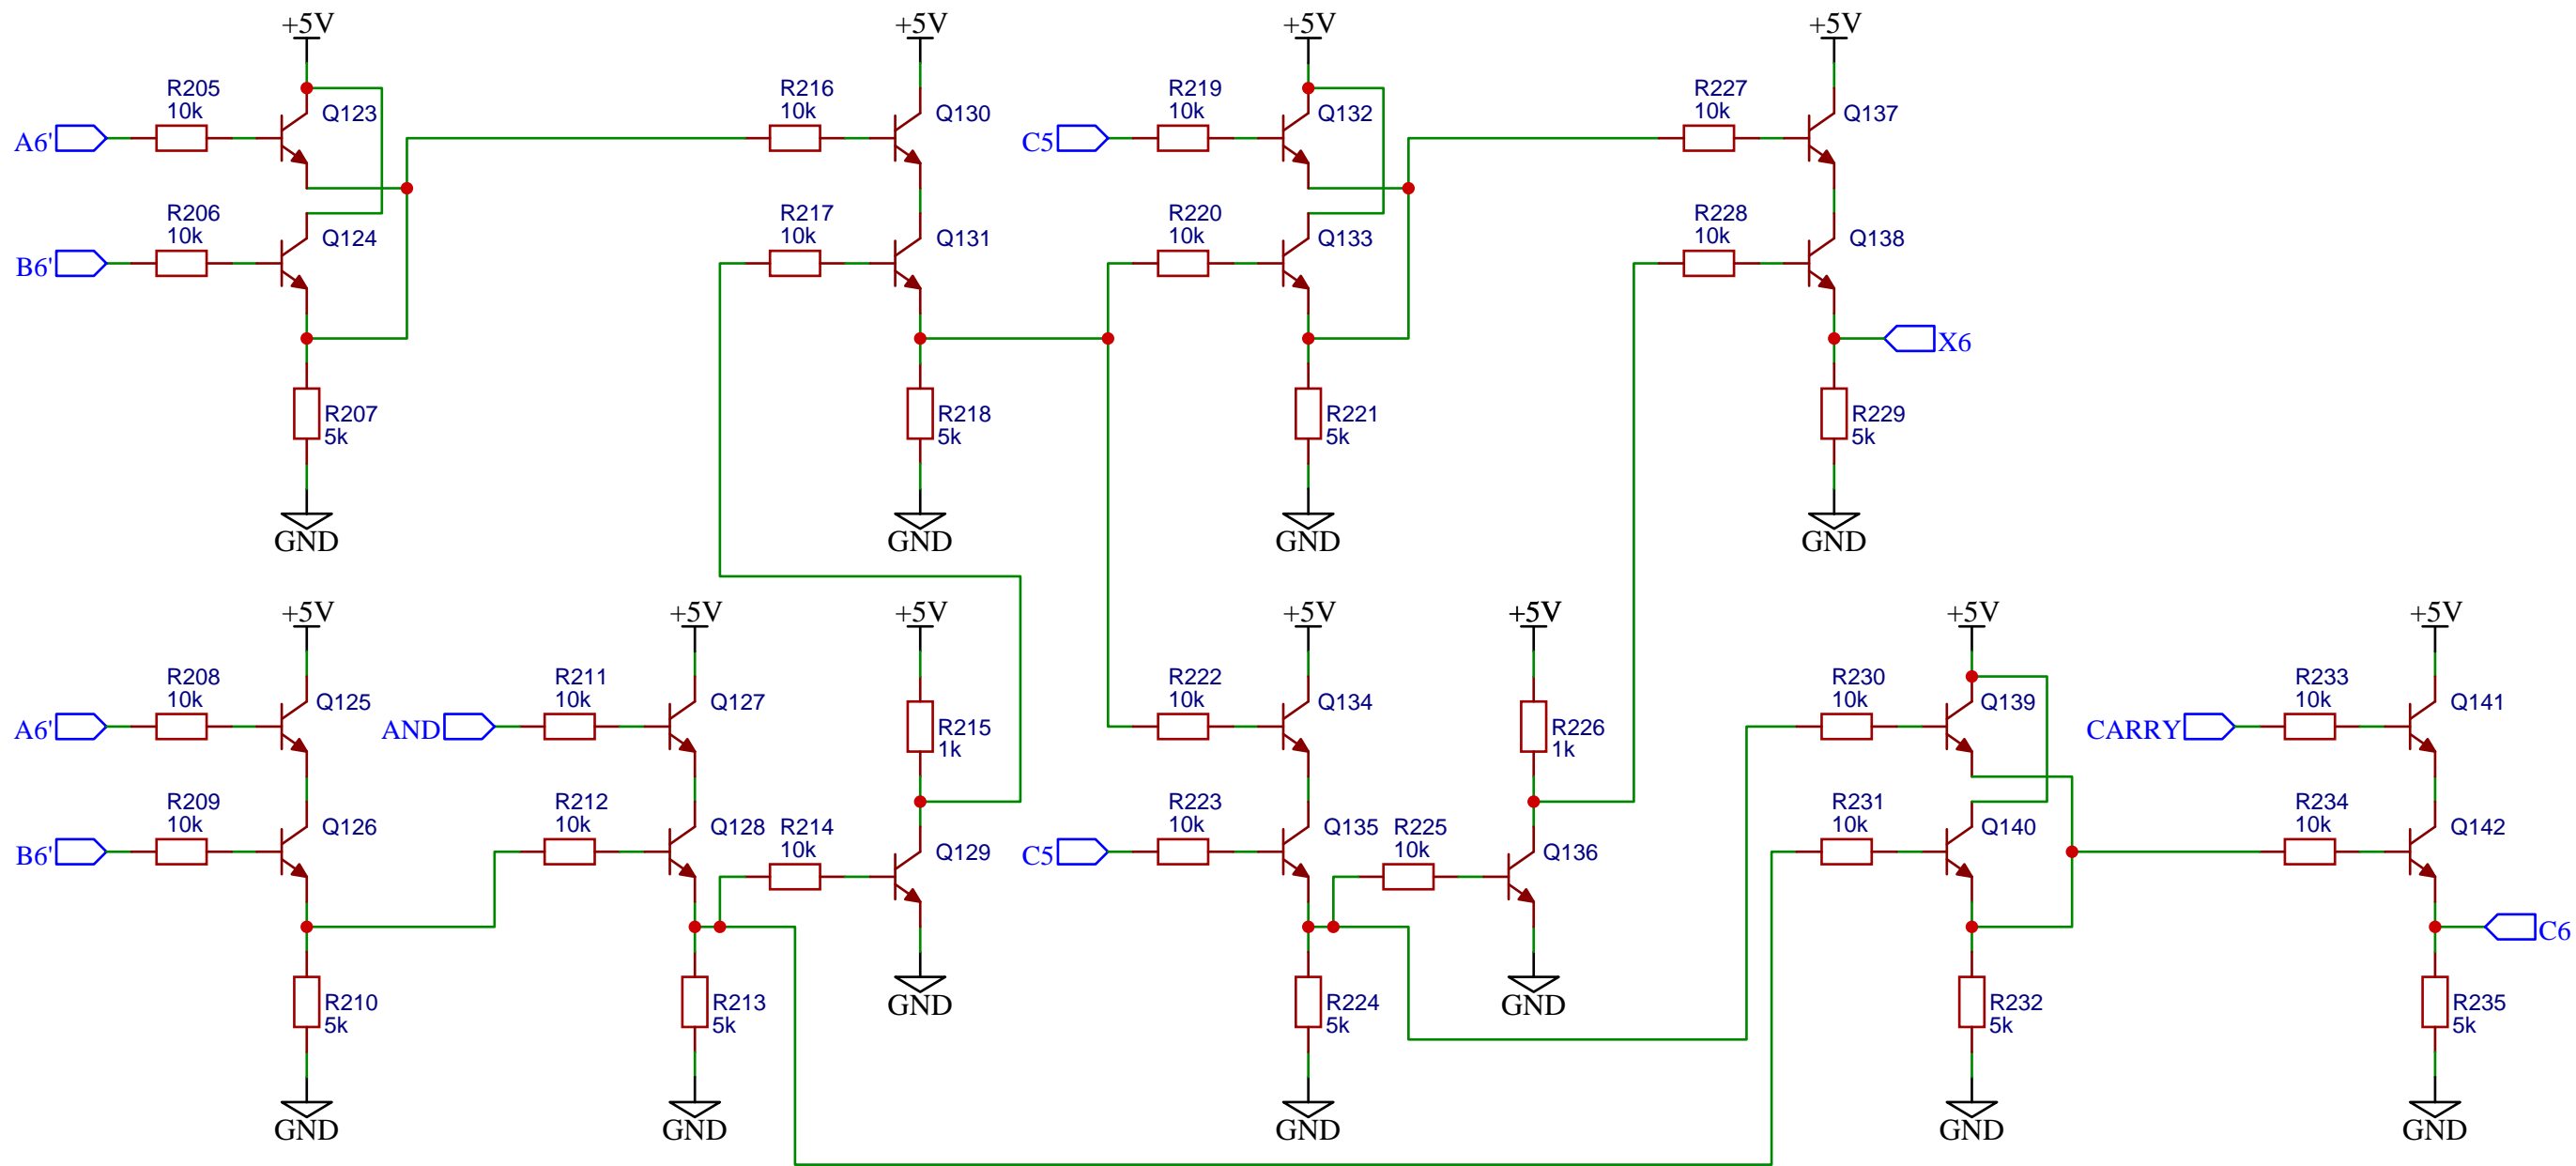 +5V
+5V
+5V
+5V
R205
10k
Q123
A6'
R216
10k
Q130
R219
10k
Q132
C5
R227
10k
Q137
R206
10k
Q124
B6'
R217
10k
Q131
R220
10k
Q133
R228
10k
Q138
X6
R207
5k
R218
5k
R221
5k
R229
5k
GND
GND
GND
GND
+5V
+5V
+5V
+5V
+5V
+5V
+5V
R208
10k
Q125
A6'
R211
10k
Q127
AND
R215
1k
R222
10k
Q134
R226
1k
R230
10k
Q139
R233
10k
Q141
CARRY
R209
10k
Q126
B6'
R212
10k
Q128
R214
10k
Q129
R223
10k
Q135
C5
R225
10k
Q136
R231
10k
Q140
R234
10k
Q142
C6
R210
5k
R213
5k
GND
R224
5k
GND
R232
5k
R235
5k
GND
GND
GND
GND
GND